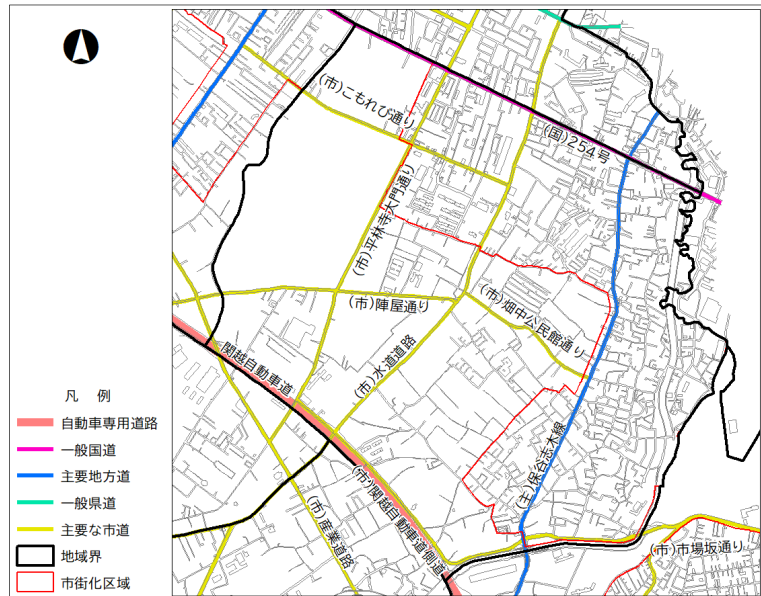 (市)こもれび通り
(国)254号
(市)平林寺大門通り
(市)陣屋通り
(市)畑中公民館通り
関越自動車道
(市)水道道路
(主)保谷志木線
(市)関越自動車道側道
(市)産業道路
(市)市場坂通り
凡 例
自動車専用道路
一般国道
主要地方道
一般県道
主要な市道
地域界
市街化区域